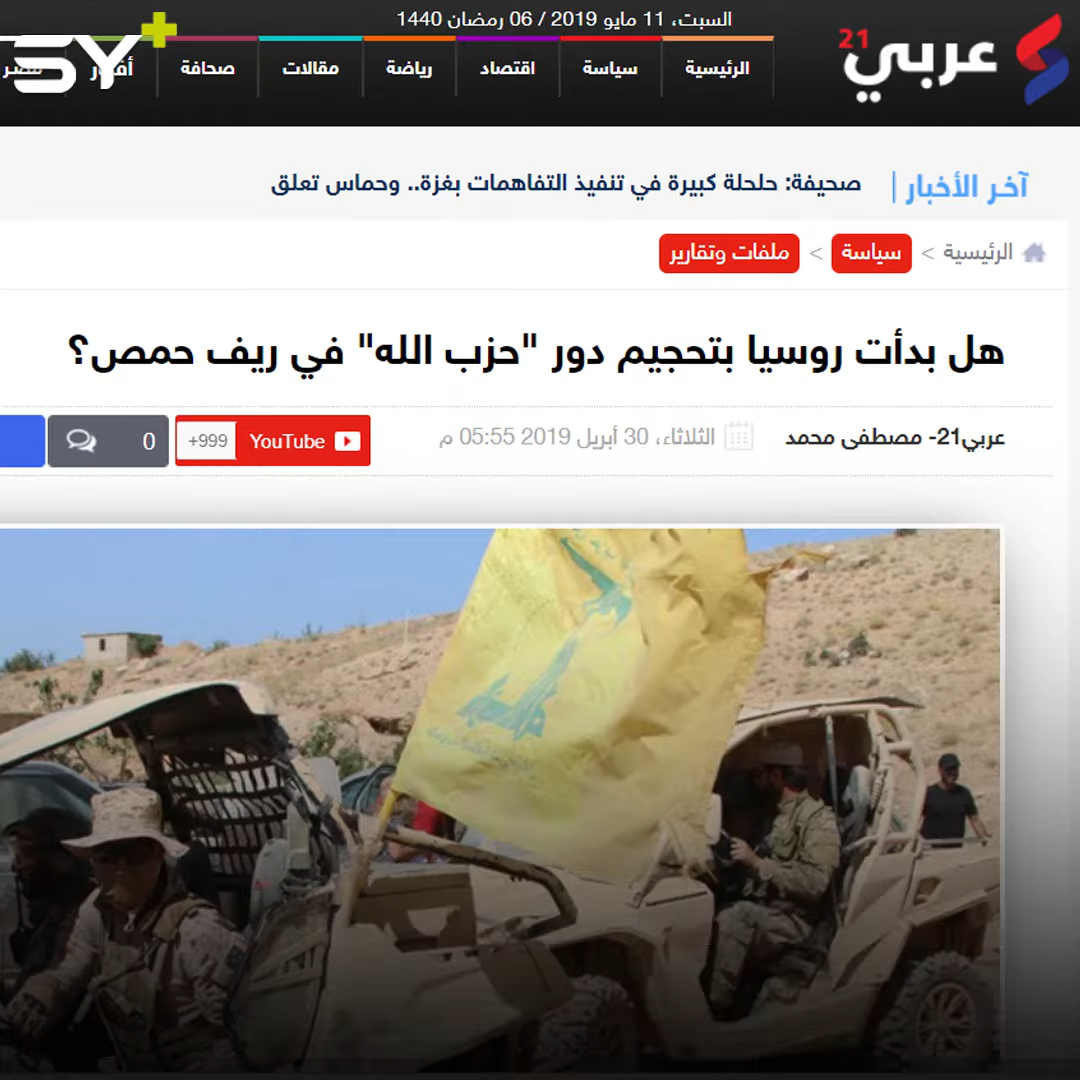 السبت، 11 مايو 2019 / 06 رمضان 1440
عربي 21
الرئيسية سياسة اقتصاد رياضة مقالات صحافة
SY+
آخر الأخبار | صحيفة: حلحلة كبيرة في تنفيذ التفاهمات بغزة.. وحماس تعلق
الرئيسية > سياسة > ملفات وتقارير
هل بدأت روسيا بتحجيم دور "حزب الله" في ريف حمص؟
عربي21- مصطفى محمد الثلاثاء، 30 أبريل 2019 05:55 م YouTube 999+ 0